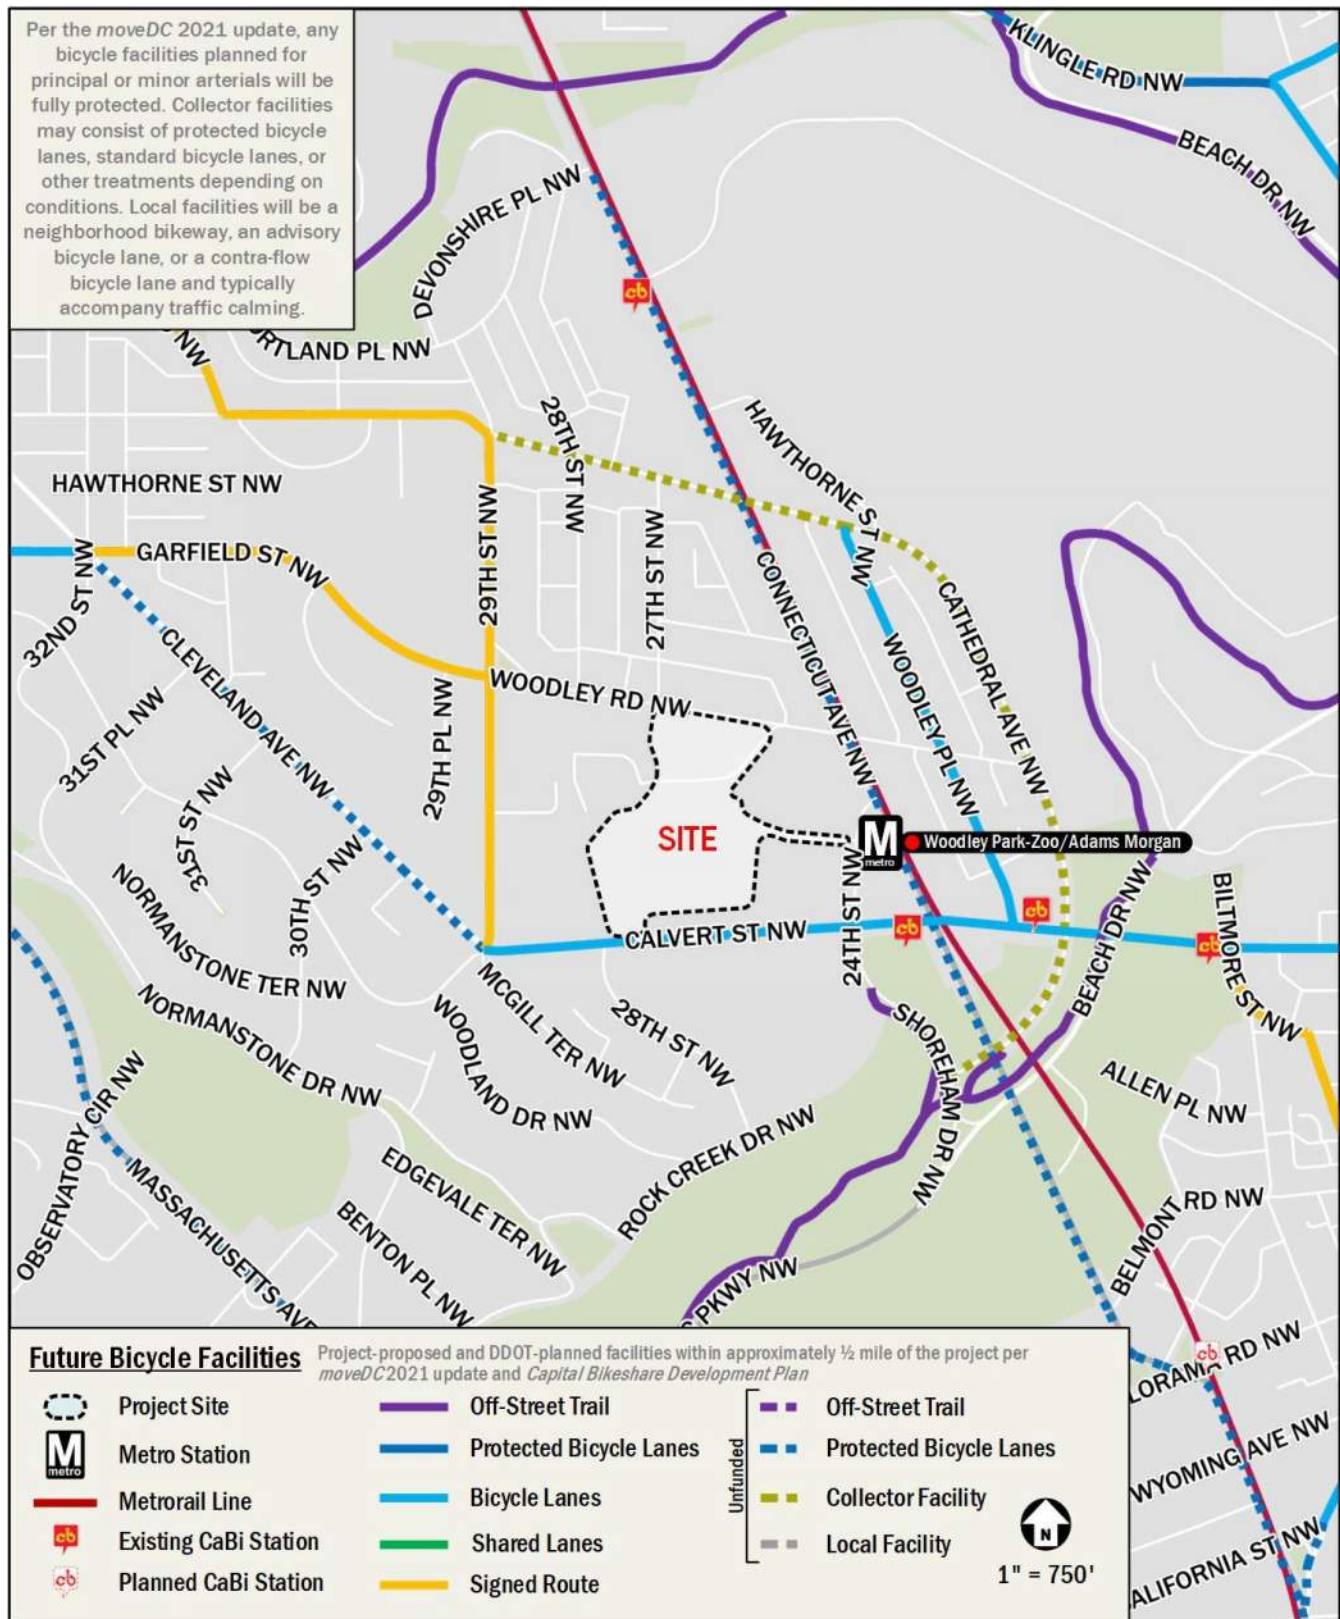 Per the moveDC 2021 update, any
bicycle facilities planned for
principal or minor arterials will be
fully protected. Collector facilities
may consist of protected bicycle
lanes, standard bicycle lanes, or
other treatments depending on
conditions. Local facilities will be a
neighborhood bikeway, an advisory
bicycle lane, or a contra-flow
bicycle lane and typically
accompany traffic calming.
KLINGLE RD NW
BEACH DR NW
DEVONSHIRE PL NW
cb
NW
ORTLAND PL NW
28TH ST NW
HAWTHORNE ST NW
HAWTHORNE ST NW
29TH ST NW
27TH ST NW
GARFIELD ST NW
32ND ST NW
CONNECTICUT AVE NW
CATHEDRAL AVE NW
CLEVELAND AVE NW
WOODLEY PL NW
WOODLEY RD NW
29TH PL NW
31ST PL NW
31ST ST NW
SITE
M
metro
Woodley Park-Zoo/Adams Morgan
30TH ST NW
NORMANSTONE TER NW
24TH ST NW
CALVERT ST NW
cb
cb
cb
BILTMORE ST NW
BEACH DR NW
MCGILL TER NW
NORMANSTONE DR NW
WOODLAND DR NW
28TH ST NW
SHOREHAM DR NW
ALLEN PL NW
OBSERVATORY CIR NW
ROCK CREEK DR NW
EDGEVALE TER NW
MASSACHUSETTS AVE
BENTON PL NW
BELMONT RD NW
PKWY NW
cb
LORAMA RD NW
WYOMING AVE NW
ALIFORNIA ST NW
Future Bicycle Facilities
Project-proposed and DDOT-planned facilities within approximately ½ mile of the project per
moveDC 2021 update and Capital Bikeshare Development Plan
Project Site
M
metro
Metro Station
Metrorail Line
cb
Existing CaBi Station
cb
Planned CaBi Station
Off-Street Trail
Protected Bicycle Lanes
Bicycle Lanes
Shared Lanes
Signed Route
Unfunded
Off-Street Trail
Protected Bicycle Lanes
Collector Facility
Local Facility
N
1" = 750'